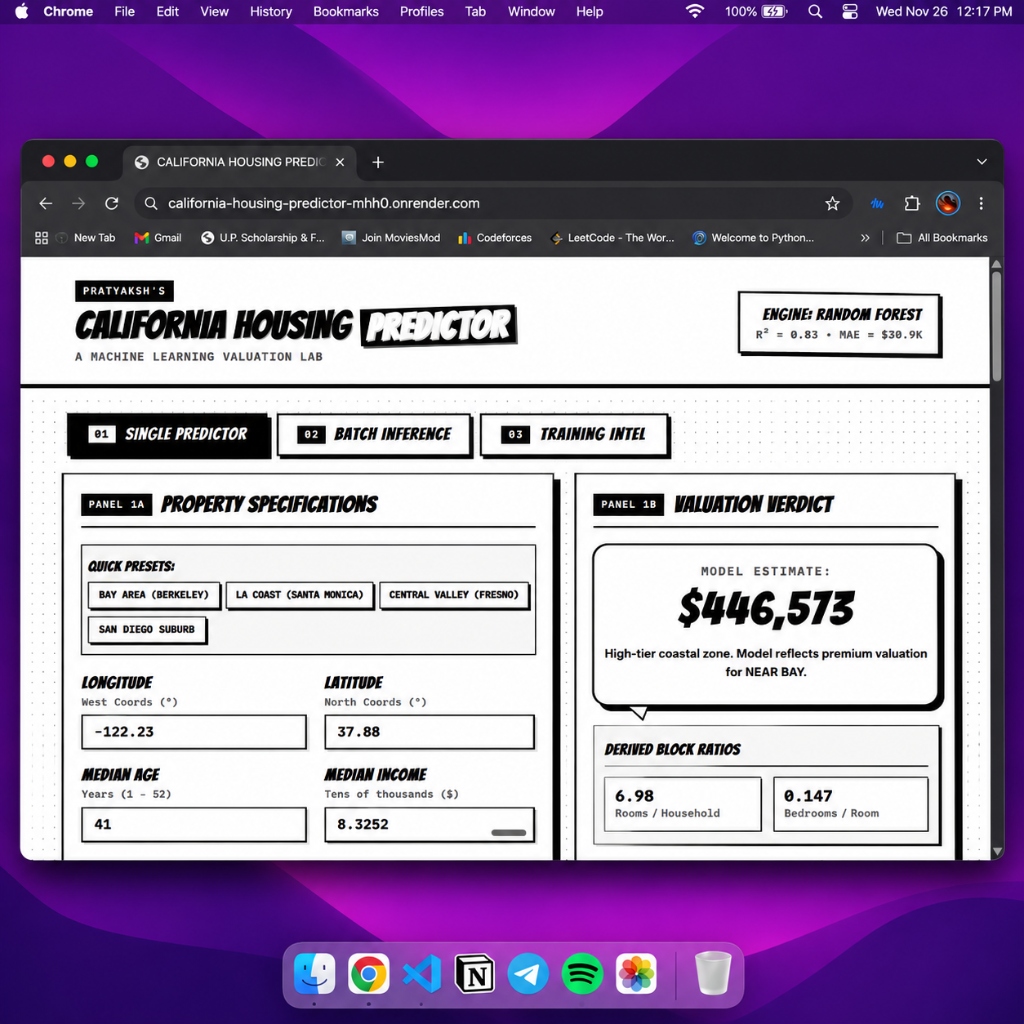 Chrome File Edit View History Bookmarks Profiles Tab Window Help 100% Wed Nov 26 12:17 PM
CALIFORNIA HOUSING PREDIC
california-housing-predictor-mhh0.onrender.com
New Tab Gmail U.P. Scholarship & F... Join MoviesMod Codeforces LeetCode - The Wor... Welcome to Python... » All Bookmarks
PRATYAKSH'S
CALIFORNIA HOUSING PREDICTOR
A MACHINE LEARNING VALUATION LAB
ENGINE: RANDOM FOREST
R² = 0.83 • MAE = $30.9K
01 SINGLE PREDICTOR
02 BATCH INFERENCE
03 TRAINING INTEL
PANEL 1A PROPERTY SPECIFICATIONS
QUICK PRESETS:
BAY AREA (BERKELEY) LA COAST (SANTA MONICA) CENTRAL VALLEY (FRESNO)
SAN DIEGO SUBURB
LONGITUDE
West Coords (°)
-122.23
LATITUDE
North Coords (°)
37.88
MEDIAN AGE
Years (1 - 52)
41
MEDIAN INCOME
Tens of thousands ($)
8.3252
PANEL 1B VALUATION VERDICT
MODEL ESTIMATE:
$446,573
High-tier coastal zone. Model reflects premium valuation
for NEAR BAY.
DERIVED BLOCK RATIOS
6.98
Rooms / Household
0.147
Bedrooms / Room